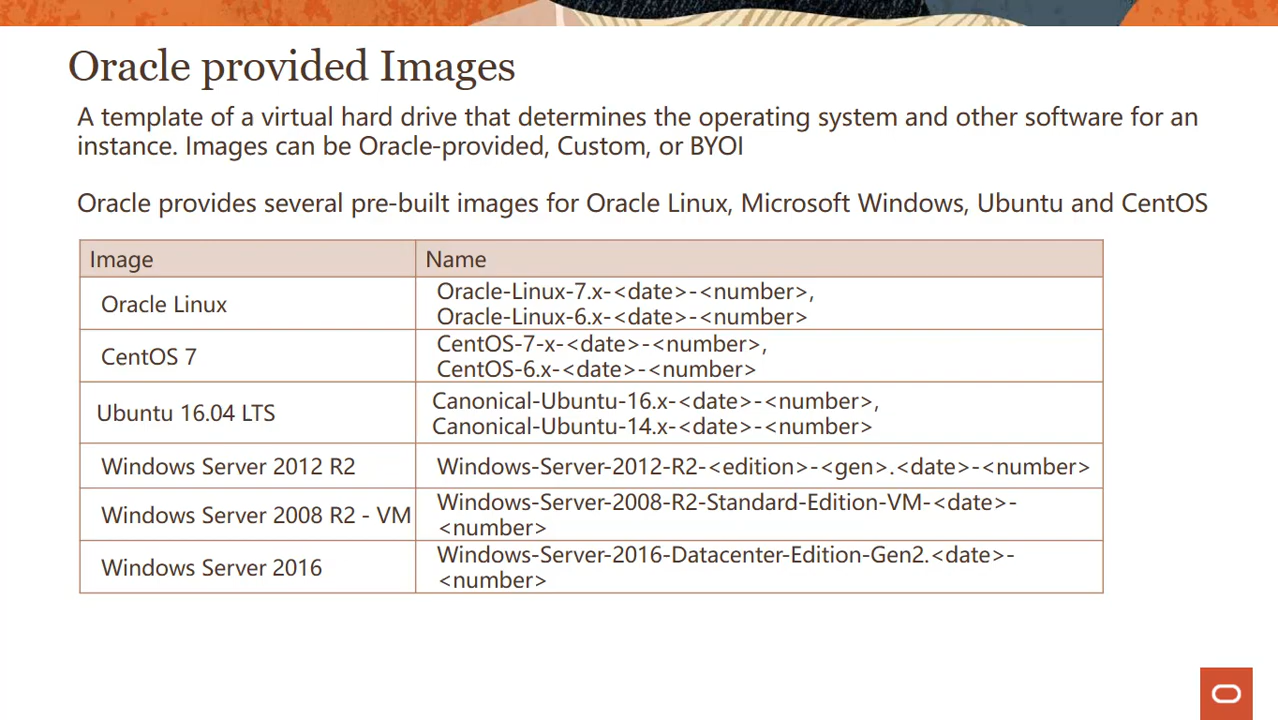 Oracle provided Images
A template of a virtual hard drive that determines the operating system and other software for an
instance. Images can be Oracle-provided, Custom, or BYOI
Oracle provides several pre-built images for Oracle Linux, Microsoft Windows, Ubuntu and CentOS
Image Name
Oracle Linux Oracle-Linux-7.x-<date>-<number>,
Oracle-Linux-6.x-<date>-<number>
CentOS 7 CentOS-7-x-<date>-<number>,
CentOS-6.x-<date>-<number>
Ubuntu 16.04 LTS Canonical-Ubuntu-16.x-<date>-<number>,
Canonical-Ubuntu-14.x-<date>-<number>
Windows Server 2012 R2 Windows-Server-2012-R2-<edition>-<gen>.<date>-<number>
Windows Server 2008 R2 - VM Windows-Server-2008-R2-Standard-Edition-VM-<date>-
<number>
Windows Server 2016 Windows-Server-2016-Datacenter-Edition-Gen2.<date>-
<number>